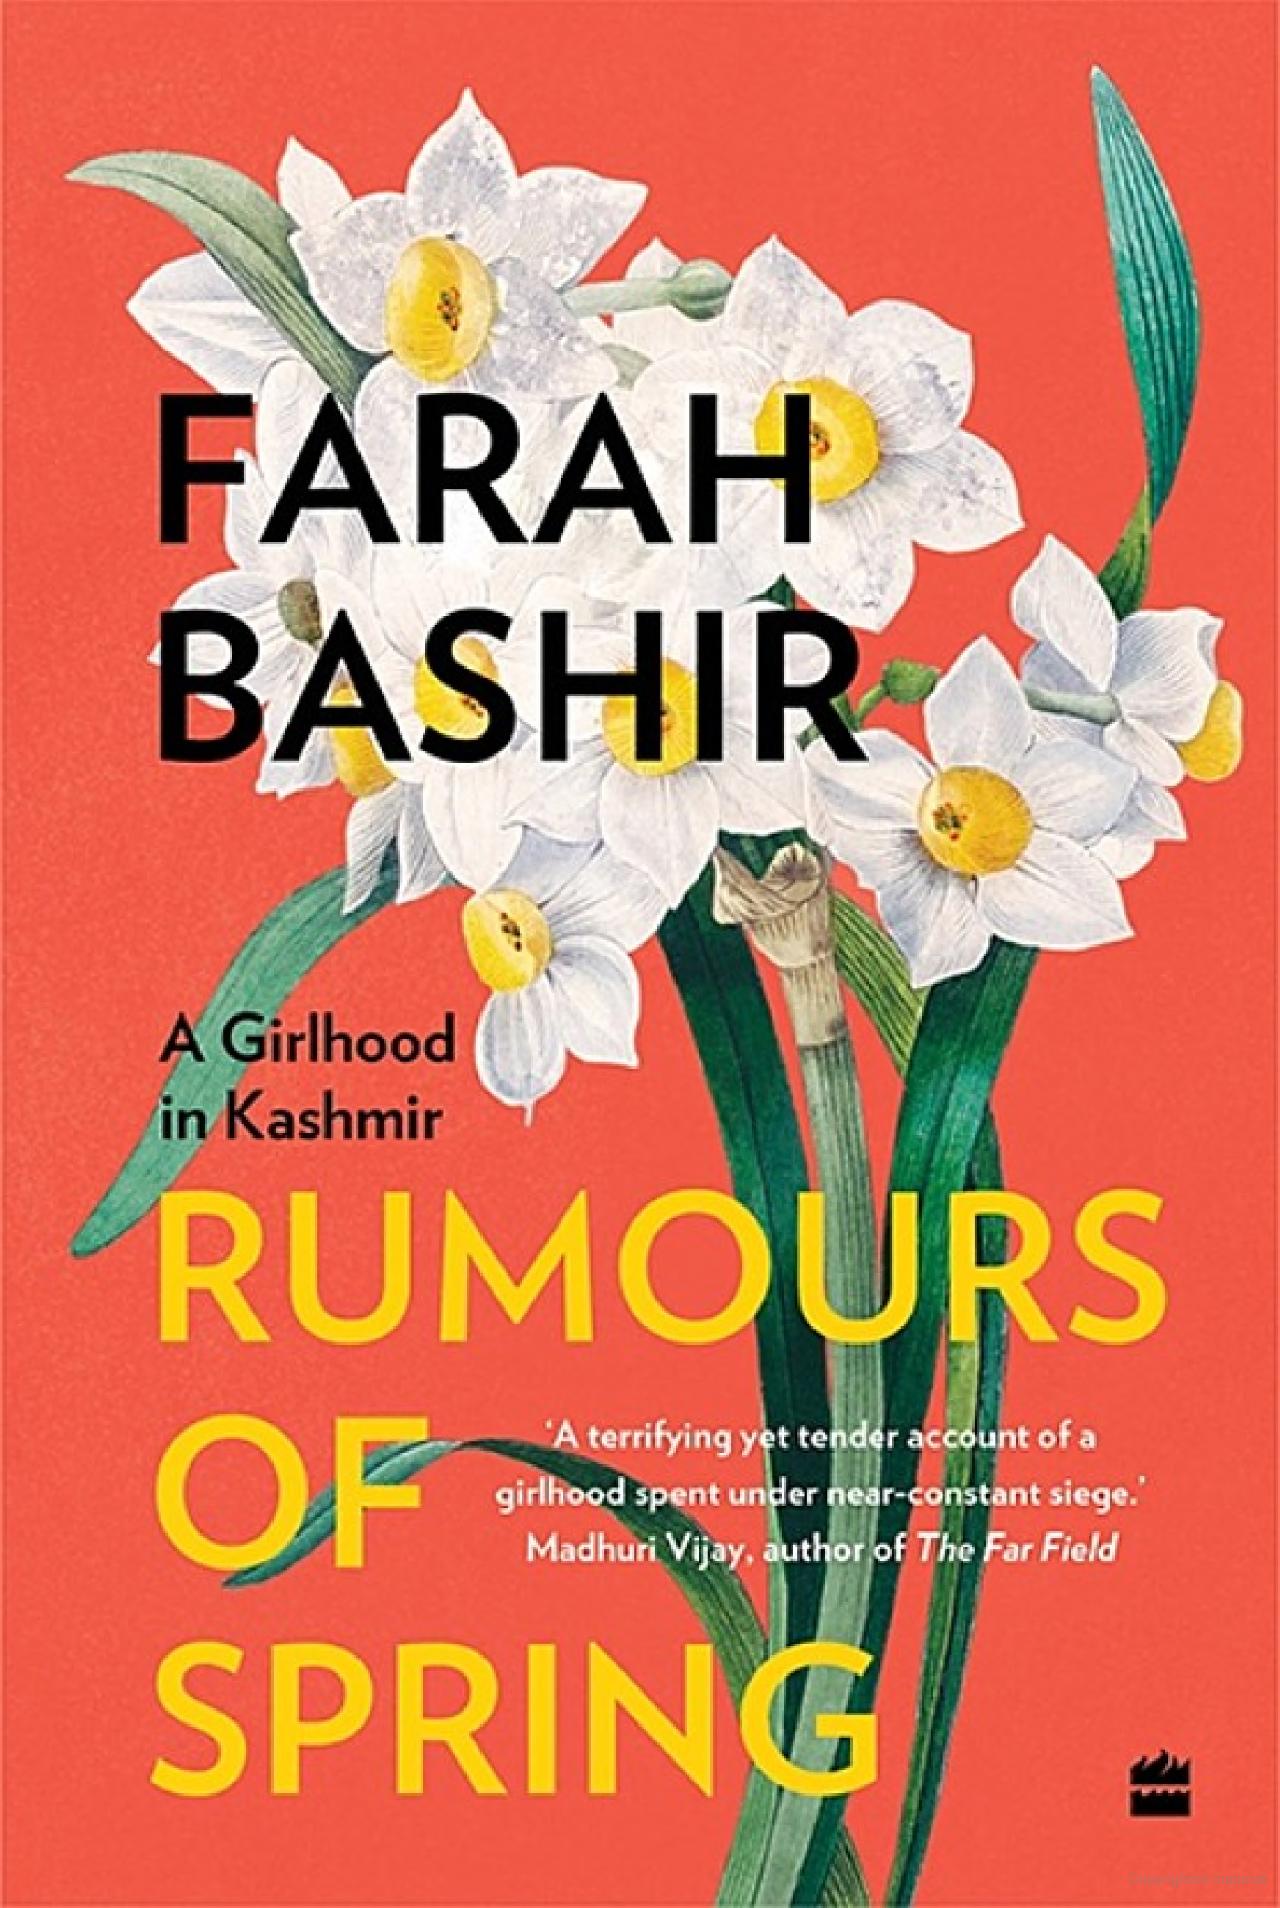 FARAH
BASHIR
A Girlhood
in Kashmir
RUMOURS
OF
SPRING
‘A terrifying yet tender account of a
girlhood spent under near-constant siege.’
Madhuri Vijay, author of The Far Field